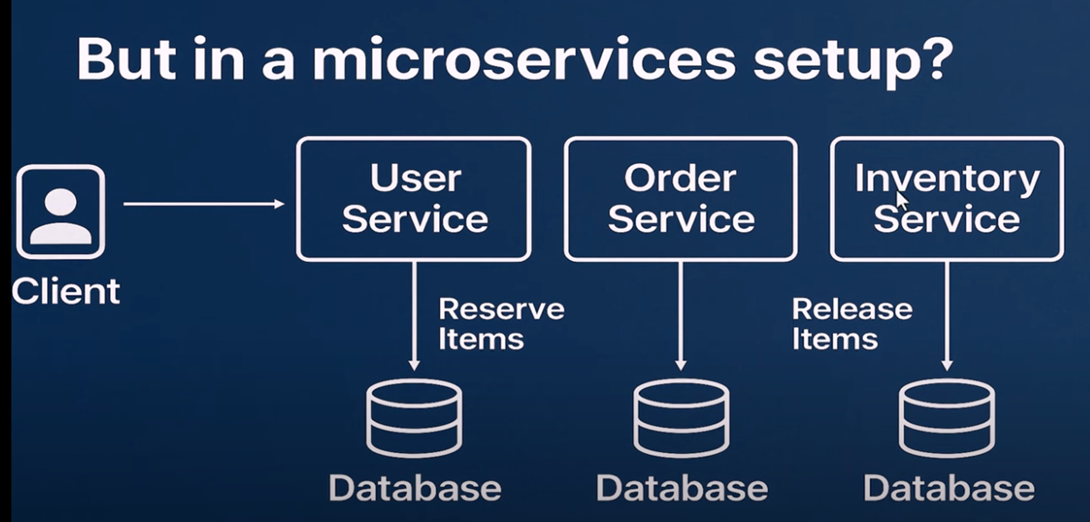 But in a microservices setup?
User
Service
Order
Service
Inventory
Service
Client
Reserve
Items
Release
Items
Database
Database
Database